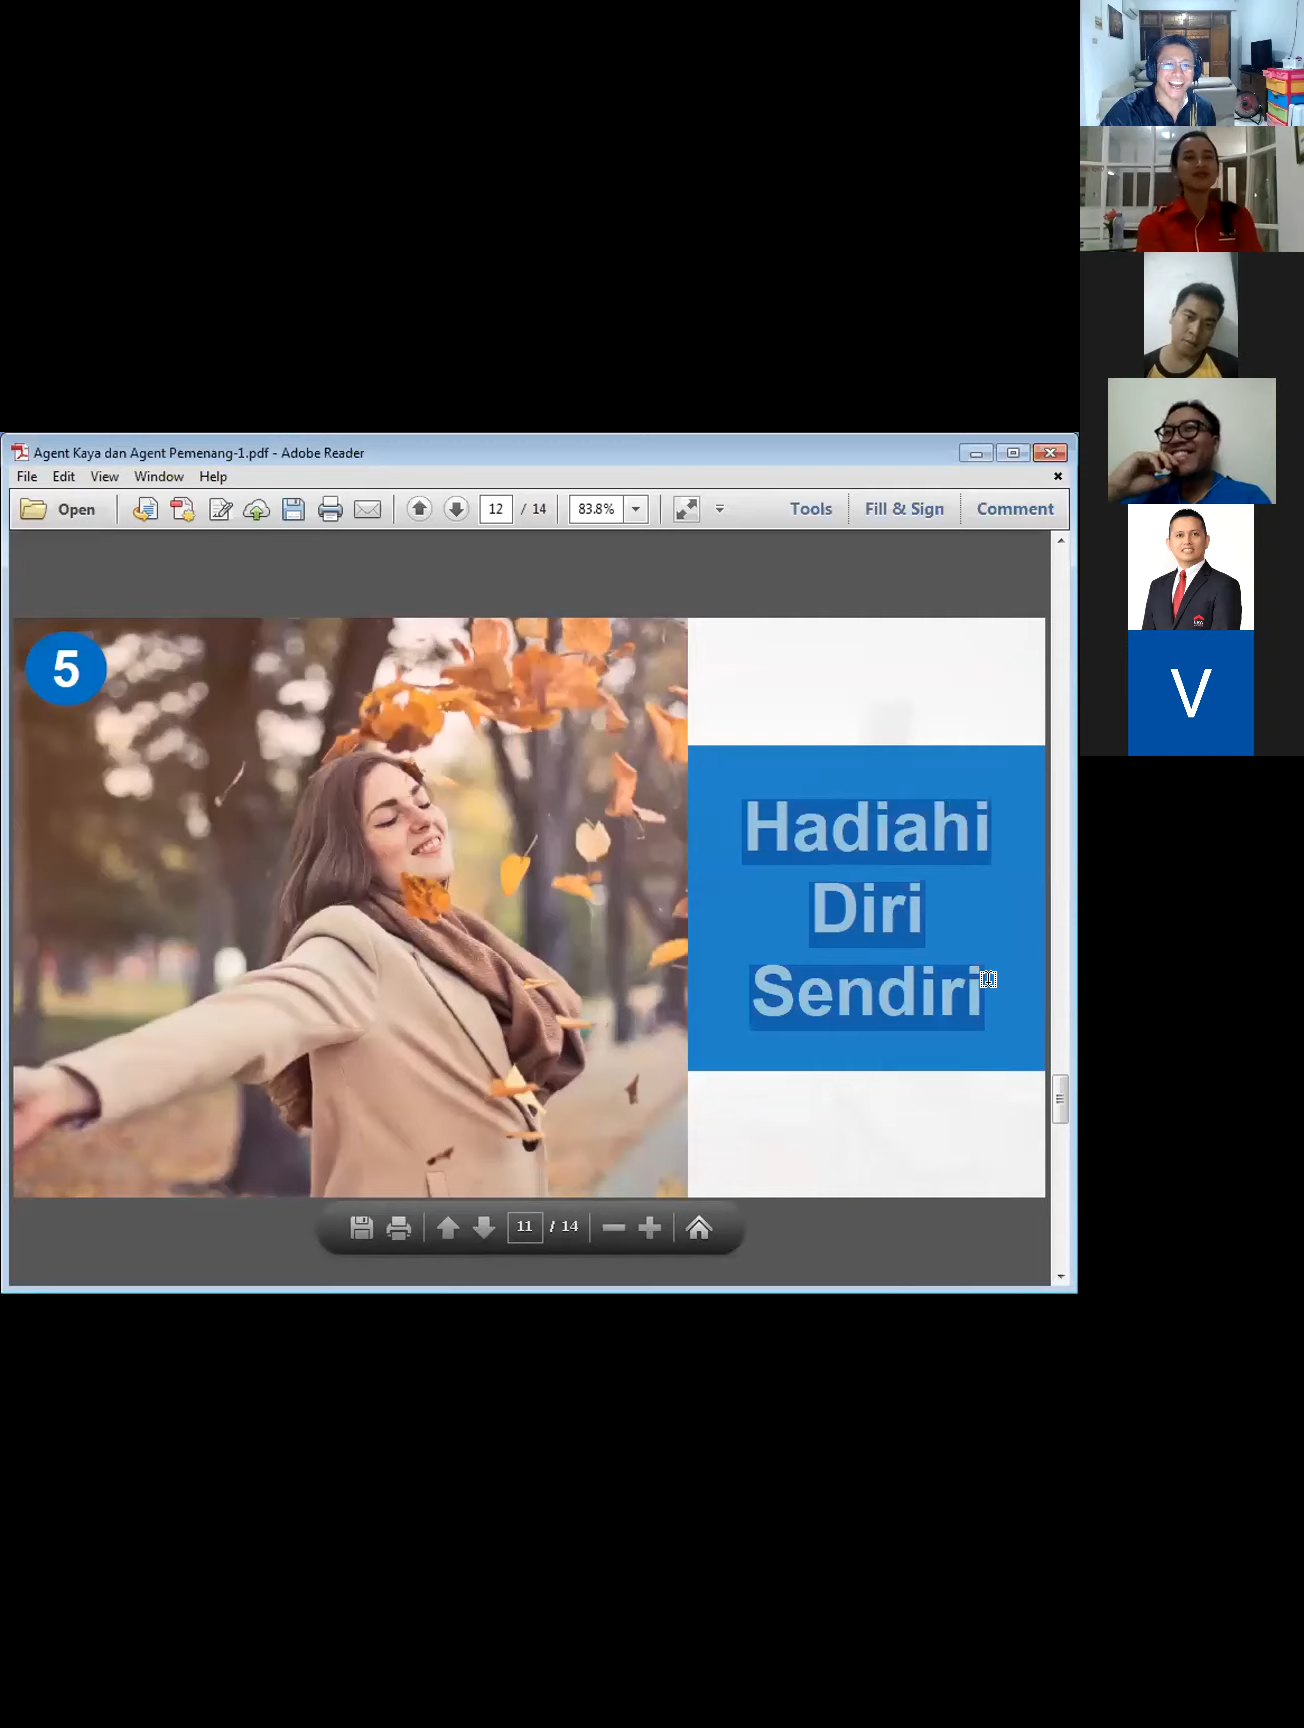 Agent Kaya dan Agent Pemenang-1.pdf - Adobe Reader
File Edit View Window Help
Open 12 / 14 83.8% Tools Fill & Sign Comment
5
Hadiahi
Diri
Sendiri
11 / 14
V